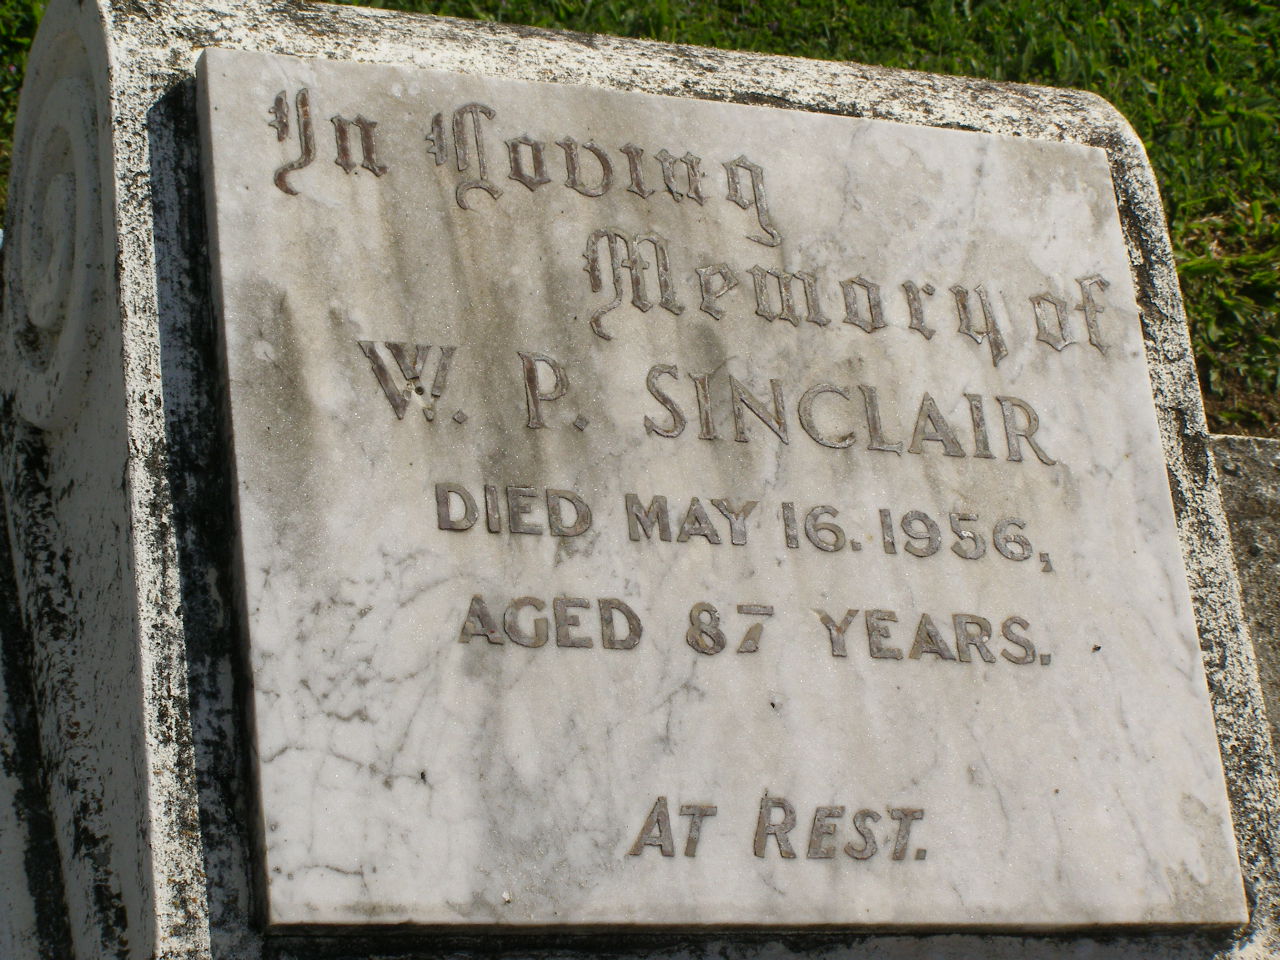 In Loving
Memory of
W. P. SINCLAIR
DIED MAY 16. 1956,
AGED 87 YEARS.
AT REST.